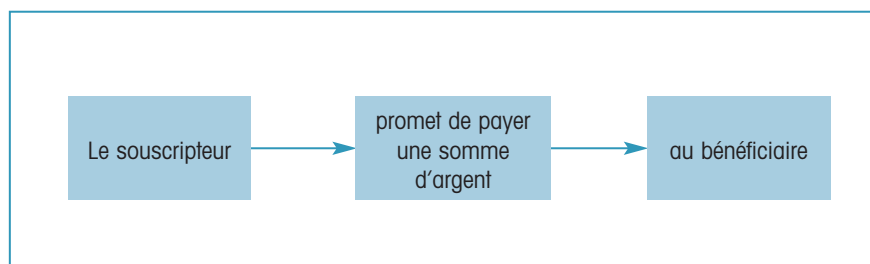 Le souscripteur
promet de payer
une somme
d’argent
au bénéficiaire